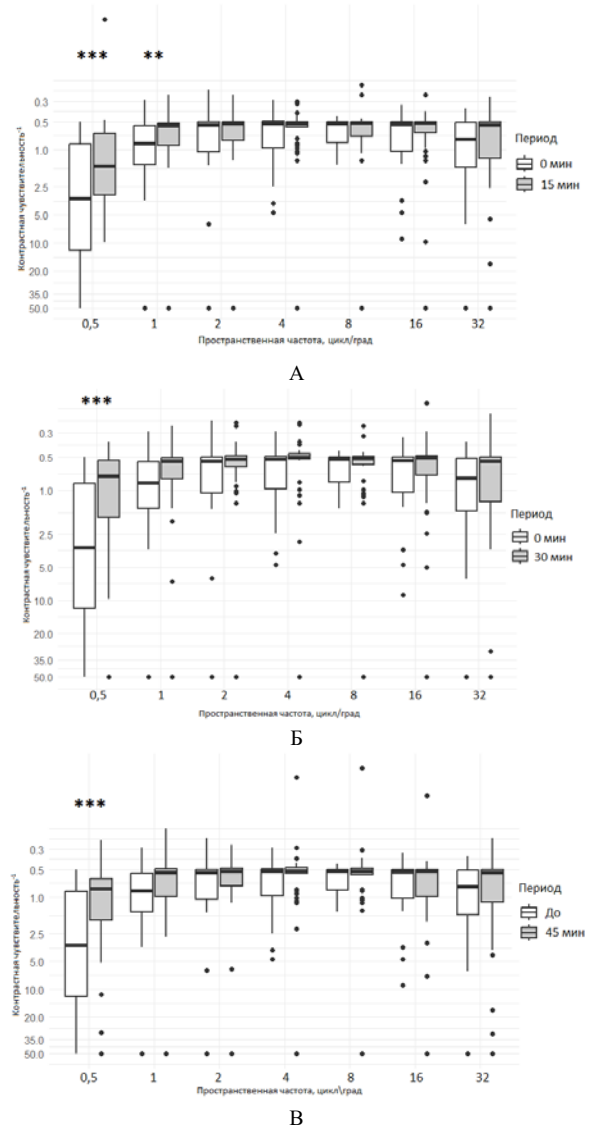 *** **
Контрастная чувствительность-1
0.3
0.5
1.0
2.5
5.0
10.0
20.0
35.0
50.0
Период
0 мин
15 мин
0,5 1 2 4 8 16 32
Пространственная частота, цикл/град
А
***
Контрастная чувствительность-1
0.3
0.5
1.0
2.5
5.0
10.0
20.0
35.0
50.0
Период
0 мин
30 мин
0,5 1 2 4 8 16 32
Пространственная частота, цикл/град
Б
***
Контрастная чувствительность-1
0.3
0.5
1.0
2.5
5.0
10.0
20.0
35.0
50.0
Период
До
45 мин
0,5 1 2 4 8 16 32
Пространственная частота, цикл\град
В